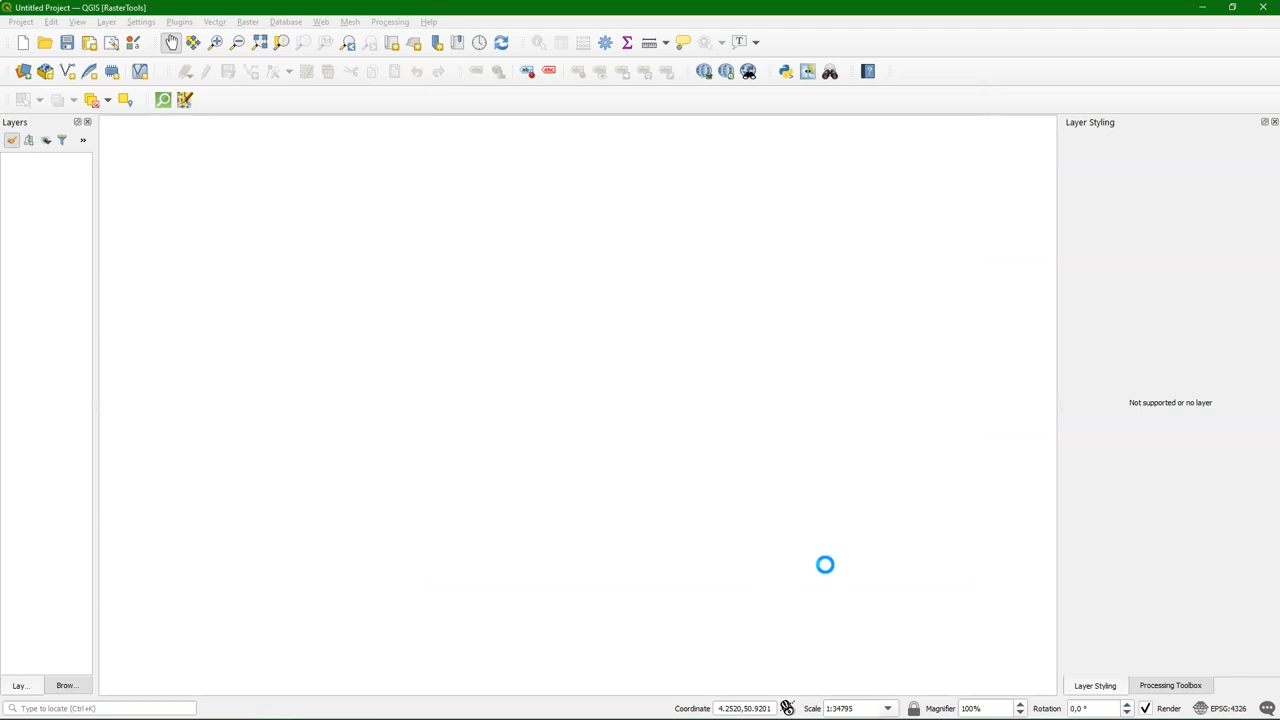 Untitled Project — QGIS [RasterTools]
Project Edit View Layer Settings Plugins Vector Raster Database Web Mesh Processing Help
Layers
Layer Styling
Not supported or no layer
Lay... Brow...
Layer Styling Processing Toolbox
Type to locate (Ctrl+K) Coordinate 4.2520,50.9201 Scale 1:34795 Magnifier 100% Rotation 0,0 ° Render EPSG:4326